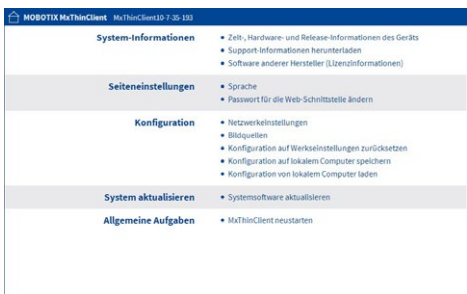 MOBOTIX MxThinClient MxThinClient10-7-35-193
System-Informationen
Zeit-, Hardware- und Release-Informationen des Geräts
Support-Informationen herunterladen
Software anderer Hersteller (Lizenzinformationen)
Seiteneinstellungen
Sprache
Passwort für die Web-Schnittstelle ändern
Konfiguration
Netzwerkeinstellungen
Bildquellen
Konfiguration auf Werkseinstellungen zurücksetzen
Konfiguration auf lokalem Computer speichern
Konfiguration von lokalem Computer laden
System aktualisieren
Systemsoftware aktualisieren
Allgemeine Aufgaben
MxThinClient neustarten